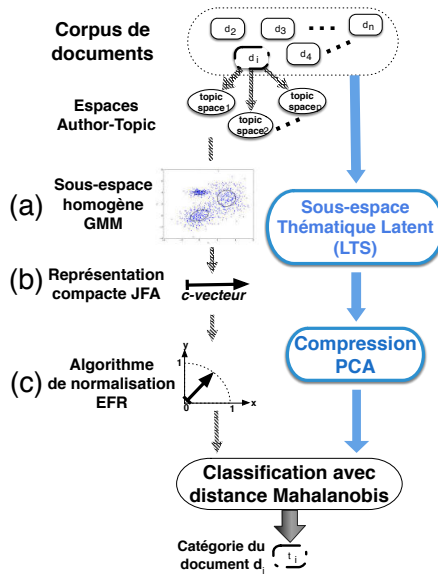 Corpus de documents
d2 d3 dn
di d4
Espaces Author-Topic
topic space1
topic space2
topic spacep
(a)
Sous-espace homogène GMM
Sous-espace Thématique Latent (LTS)
(b)
Représentation compacte JFA
c-vecteur
Compression PCA
(c)
Algorithme de normalisation EFR
y
1
0 1 x
Classification avec distance Mahalanobis
Catégorie du document di
ti